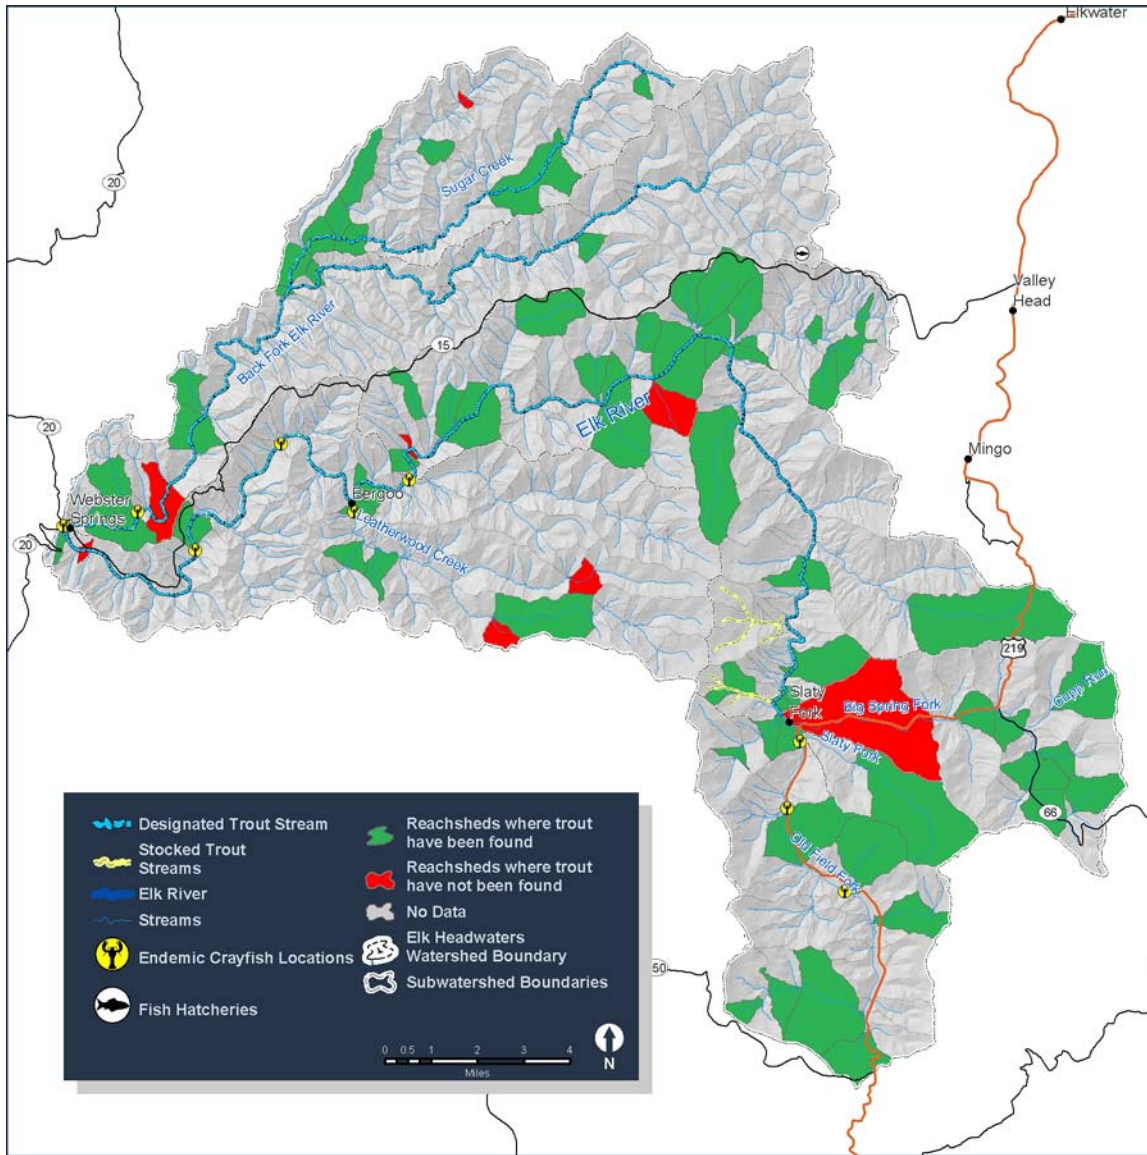 Elkwater
20
Sugar Creek
Valley
Head
Back Fork Elk River
15
Elk River
20
Mingo
Webster
Springs
Bergoo
Leatherwood Creek
20
219
Slaty
Fork
Big Spring Fork
Cupp Run
Slaty Fork
66
Old Field Fork
50
Designated Trout Stream
Stocked Trout
Streams
Elk River
Streams
Endemic Crayfish Locations
Fish Hatcheries
Reachsheds where trout
have been found
Reachsheds where trout
have not been found
No Data
Elk Headwaters
Watershed Boundary
Subwatershed Boundaries
0 0.5 1 2 3 4
Miles
N